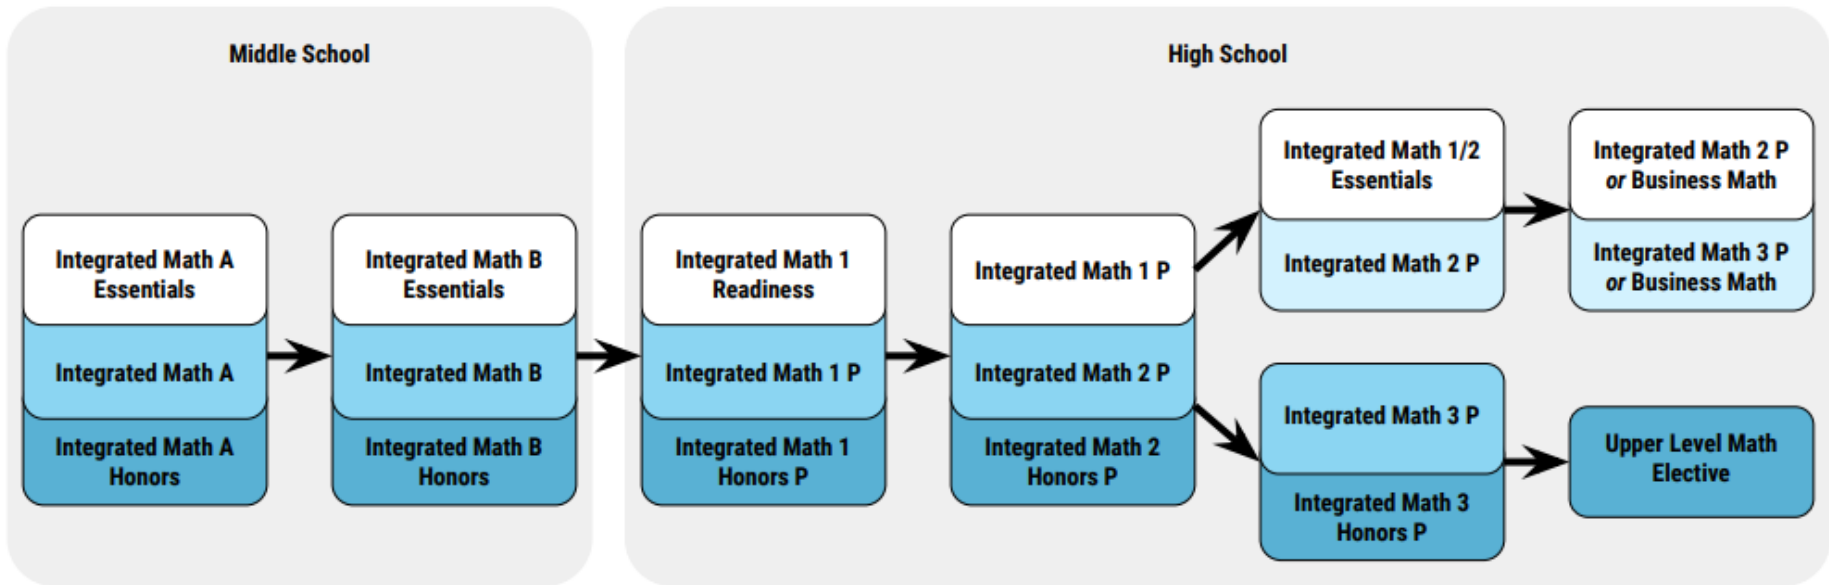 Middle School
Integrated Math A
Essentials
Integrated Math A
Integrated Math A
Honors
Integrated Math B
Essentials
Integrated Math B
Integrated Math B
Honors
High School
Integrated Math 1
Readiness
Integrated Math 1 P
Integrated Math 1
Honors P
Integrated Math 1 P
Integrated Math 2 P
Integrated Math 2
Honors P
Integrated Math 1/2
Essentials
Integrated Math 2 P
Integrated Math 2 P
or Business Math
Integrated Math 3 P
or Business Math
Integrated Math 3 P
Integrated Math 3
Honors P
Upper Level Math
Elective